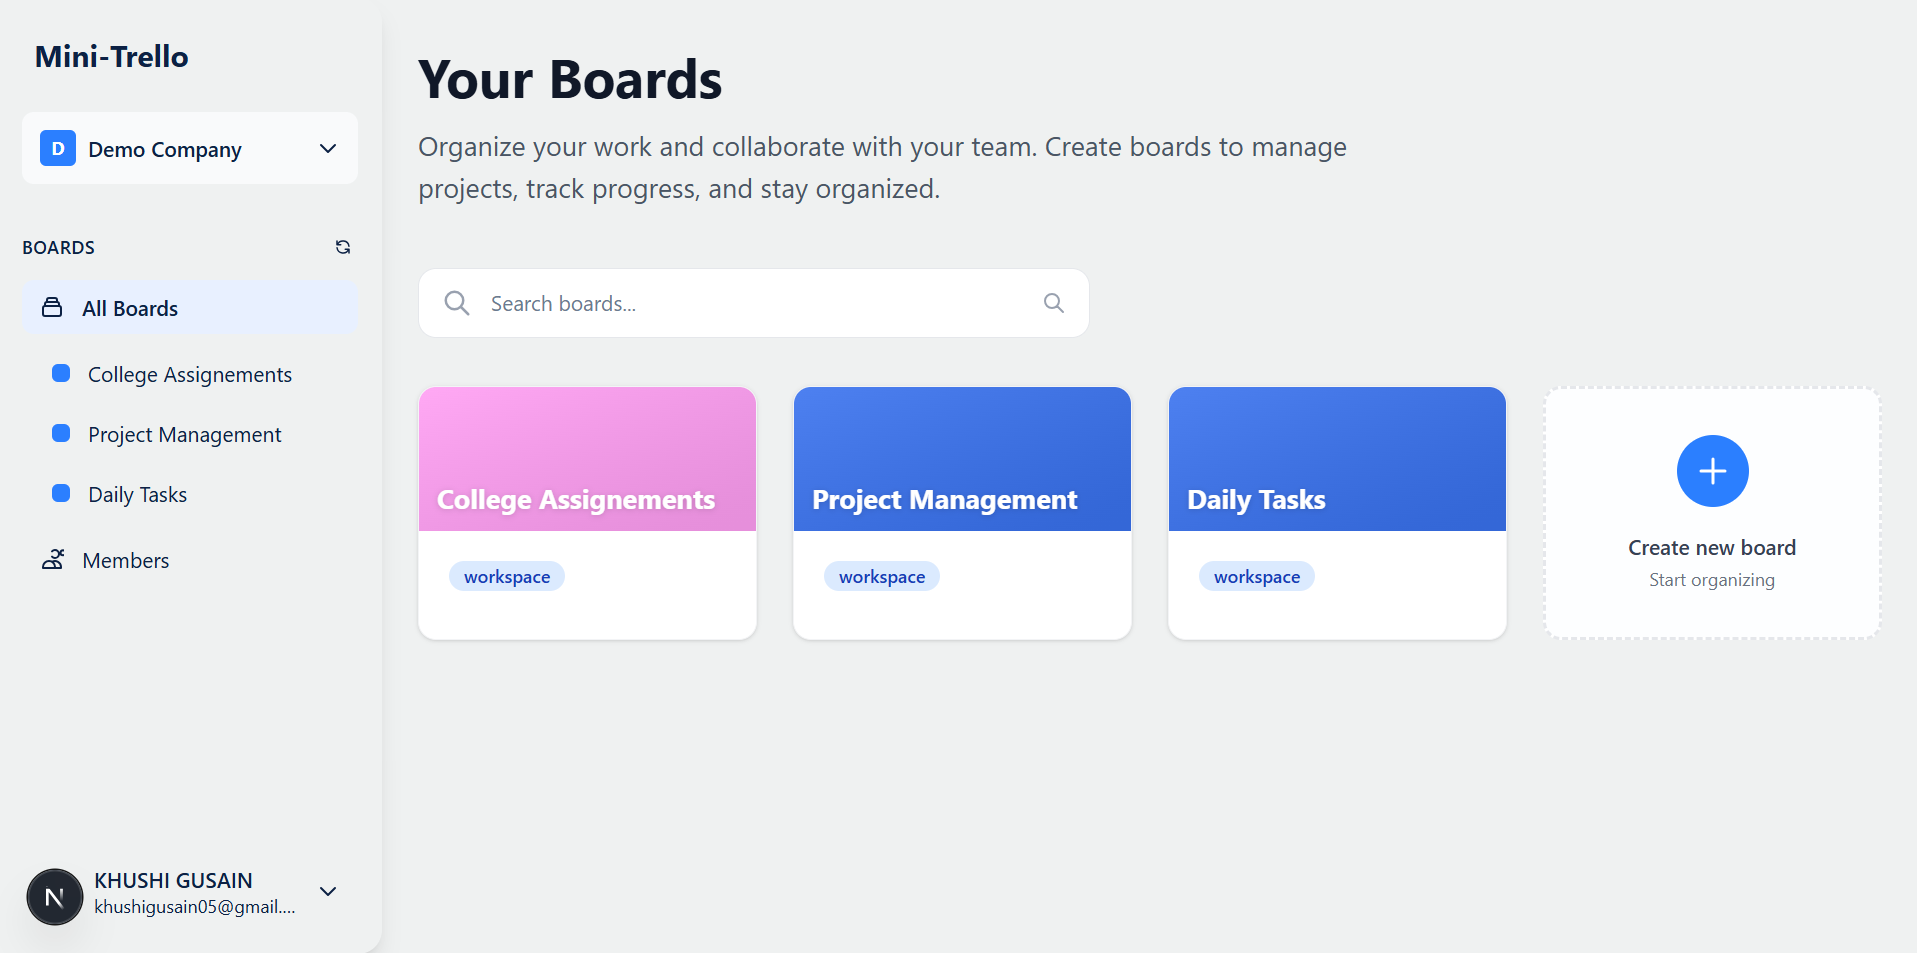 Mini-Trello
D
Demo Company
BOARDS
All Boards
College Assignements
Project Management
Daily Tasks
Members
N
KHUSHI GUSAIN
khushigusain05@gmail....
Your Boards
Organize your work and collaborate with your team. Create boards to manage
projects, track progress, and stay organized.
Search boards...
College Assignements
workspace
Project Management
workspace
Daily Tasks
workspace
Create new board
Start organizing